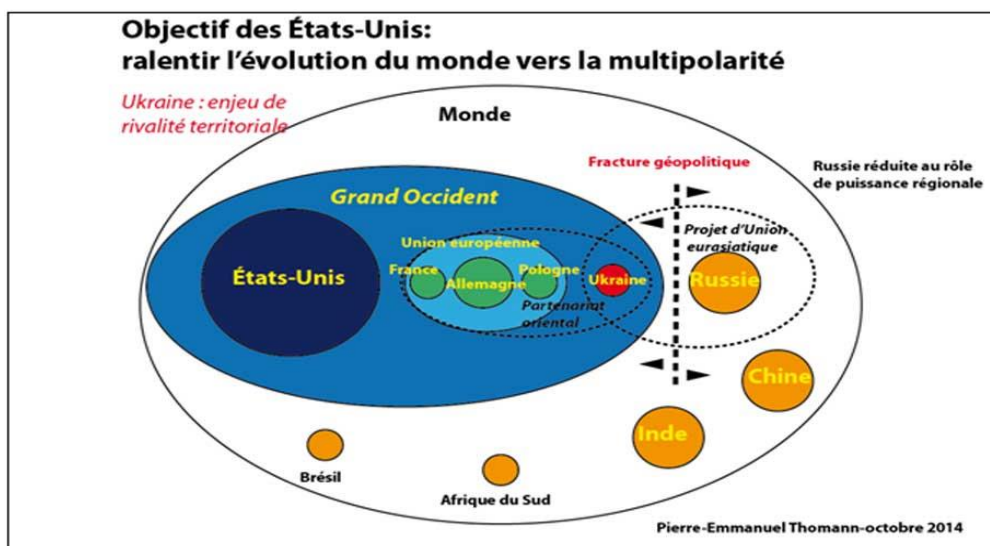 Objectif des États-Unis:
ralentir l'évolution du monde vers la multipolarité
Ukraine : enjeu de
rivalité territoriale
Monde
Fracture géopolitique
Russie réduite au rôle
de puissance régionale
Grand Occident
Projet d'Union
eurasiatique
Union européenne
États-Unis
France
Allemagne
Pologne
Ukraine
Russie
Partenariat
oriental
Chine
Inde
Brésil
Afrique du Sud
Pierre-Emmanuel Thomann-octobre 2014